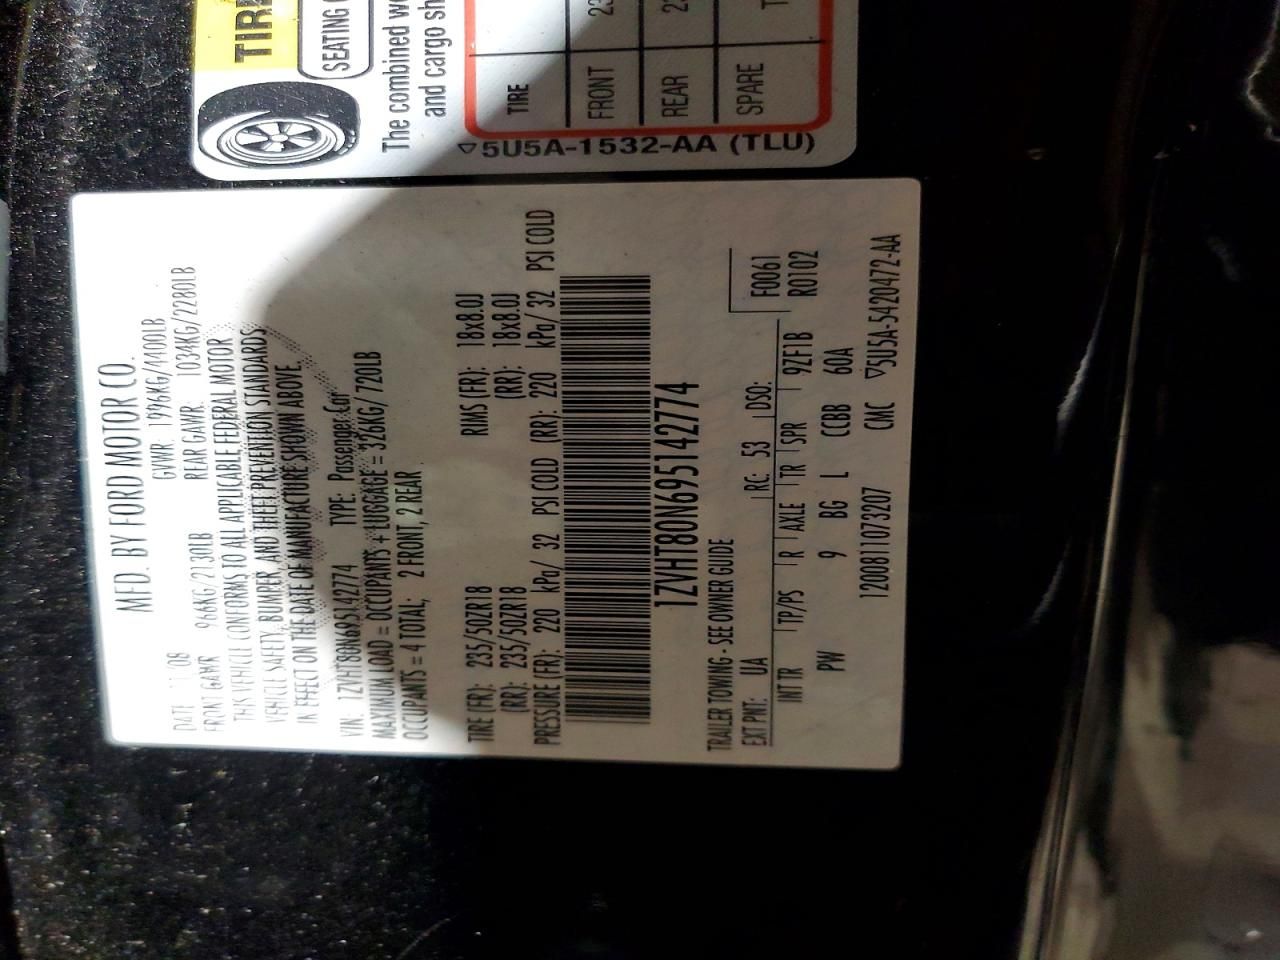 TIRE
SEATING
The combined
and cargo
TIRE
FRONT
REAR
SPARE
5U5A-1532-AA (TLU)
MFD. BY FORD MOTOR CO.
DATE 11/08 GVWR: 1996KG/4400LB
FRONT GAWR 966KG/2130LB REAR GAWR 1034KG/2280LB
THIS VEHICLE CONFORMS TO ALL APPLICABLE FEDERAL MOTOR
VEHICLE SAFETY, BUMPER, AND THEFT PREVENTION STANDARDS
IN EFFECT ON THE DATE OF MANUFACTURE SHOWN ABOVE.
VIN: 1ZVHT80N695142774 TYPE: Passenger Car
MAXIMUM LOAD = OCCUPANTS + LUGGAGE = 326KG/720LB
OCCUPANTS = 4 TOTAL; 2 FRONT, 2 REAR
TIRE (FR): 235/50ZR18 RIMS (FR): 18x8.0J
(RR): 235/50ZR18 (RR): 18x8.0J
PRESSURE (FR): 220 kPa/ 32 PSI COLD (RR): 220 kPa/ 32 PSI COLD
1ZVHT80N695142774
TRAILER TOWING - SEE OWNER GUIDE F0061
EXT PNT: UA RC: 53 DSO: R0102
INT TR TP/PS R AXLE TR SPR 9ZF1B
PW 9 BG L CCBB 60A
1200811073207 CMC ▽5U5A-5420472-AA